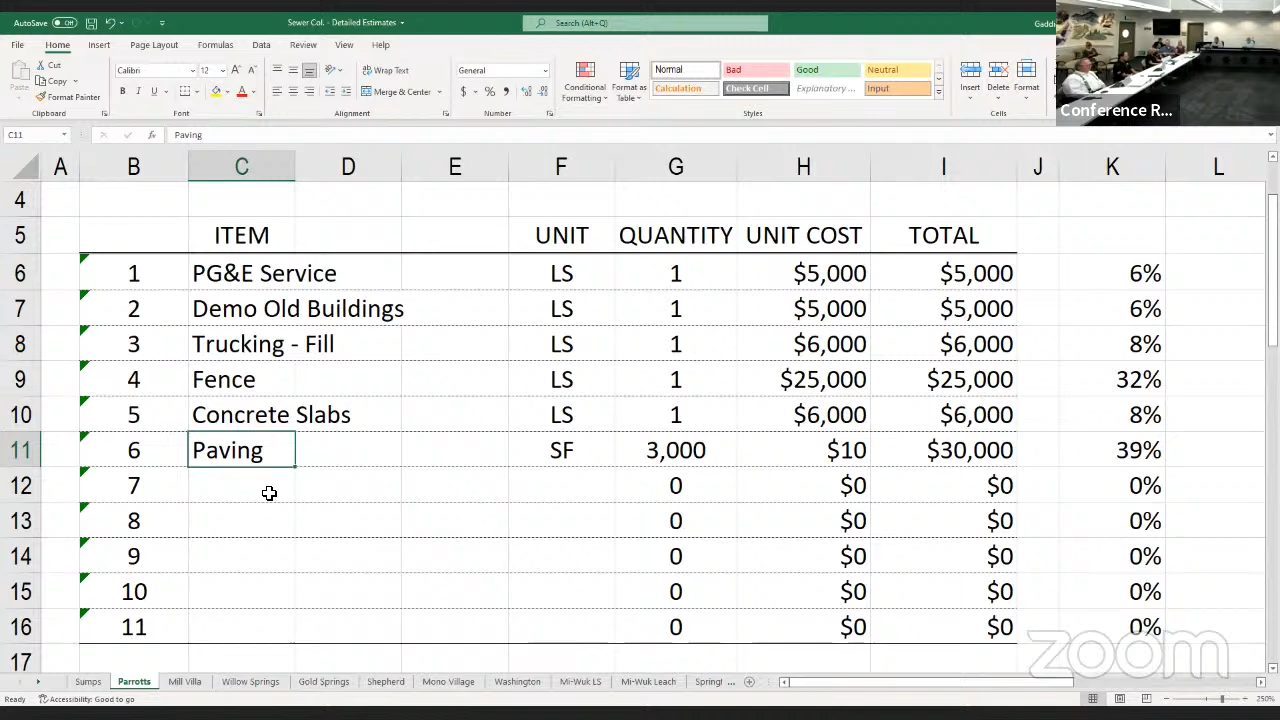 AutoSave Off Sewer Col. - Detailed Estimates Search (Alt+Q) Gaddi
File Home Insert Page Layout Formulas Data Review View Help
Cut
Copy
Format Painter
Paste
Clipboard
Calibri 12
B I U
Font
Wrap Text
Merge & Center
Alignment
General
Number
Conditional Formatting
Format as Table
Normal Bad Good Neutral
Calculation Check Cell Explanatory ... Input
Styles
Insert Delete Format
Cells
Conference R...
C11 fx Paving
A B C D E F G H I J K L
4
5 ITEM UNIT QUANTITY UNIT COST TOTAL
6 1 PG&E Service LS 1 $5,000 $5,000 6%
7 2 Demo Old Buildings LS 1 $5,000 $5,000 6%
8 3 Trucking - Fill LS 1 $6,000 $6,000 8%
9 4 Fence LS 1 $25,000 $25,000 32%
10 5 Concrete Slabs LS 1 $6,000 $6,000 8%
11 6 Paving SF 3,000 $10 $30,000 39%
12 7 0 $0 $0 0%
13 8 0 $0 $0 0%
14 9 0 $0 $0 0%
15 10 0 $0 $0 0%
16 11 0 $0 $0 0%
17
zoom
Sumps Parrotts Mill Villa Willow Springs Gold Springs Shepherd Mono Village Washington Mi-Wuk LS Mi-Wuk Leach Springl ...
Ready Accessibility: Good to go 250%